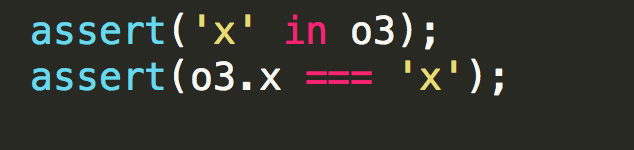 assert('x' in o3);
assert(o3.x === 'x');